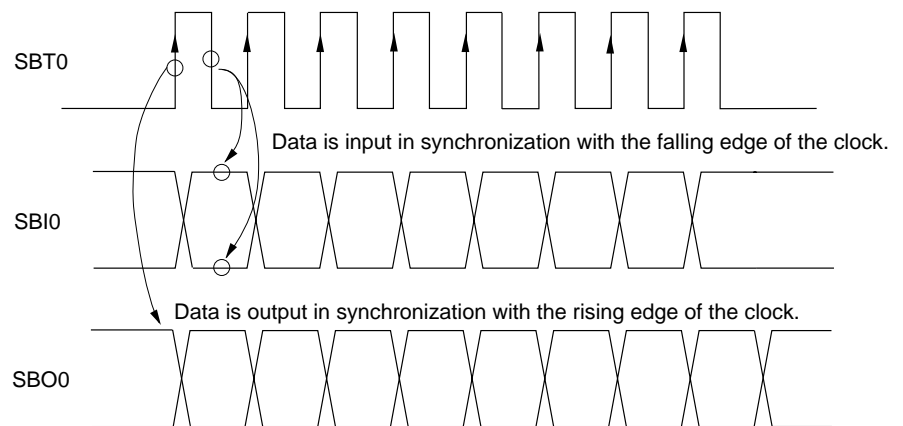 SBT0
Data is input in synchronization with the falling edge of the clock.
SBI0
Data is output in synchronization with the rising edge of the clock.
SBO0